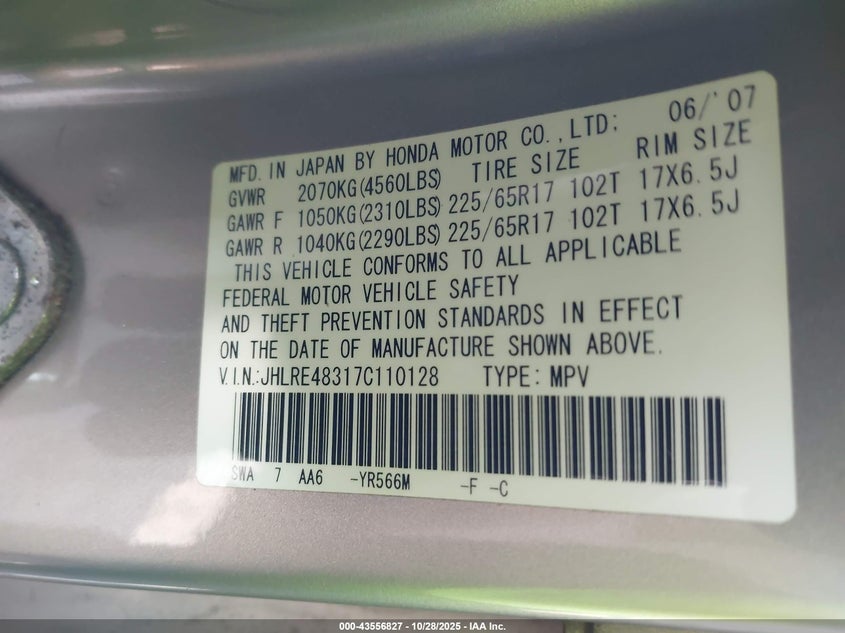 MFD. IN JAPAN BY HONDA MOTOR CO., LTD: 06/'07
GVWR 2070KG(4560LBS) TIRE SIZE RIM SIZE
GAWR F 1050KG(2310LBS) 225/65R17 102T 17X6.5J
GAWR R 1040KG(2290LBS) 225/65R17 102T 17X6.5J
THIS VEHICLE CONFORMS TO ALL APPLICABLE
FEDERAL MOTOR VEHICLE SAFETY
AND THEFT PREVENTION STANDARDS IN EFFECT
ON THE DATE OF MANUFACTURE SHOWN ABOVE.
V.I.N.:JHLRE48317C110128 TYPE: MPV
SWA 7 AA6 -YR566M -F -C
000-43556827 - 10/28/2025 - IAA Inc.